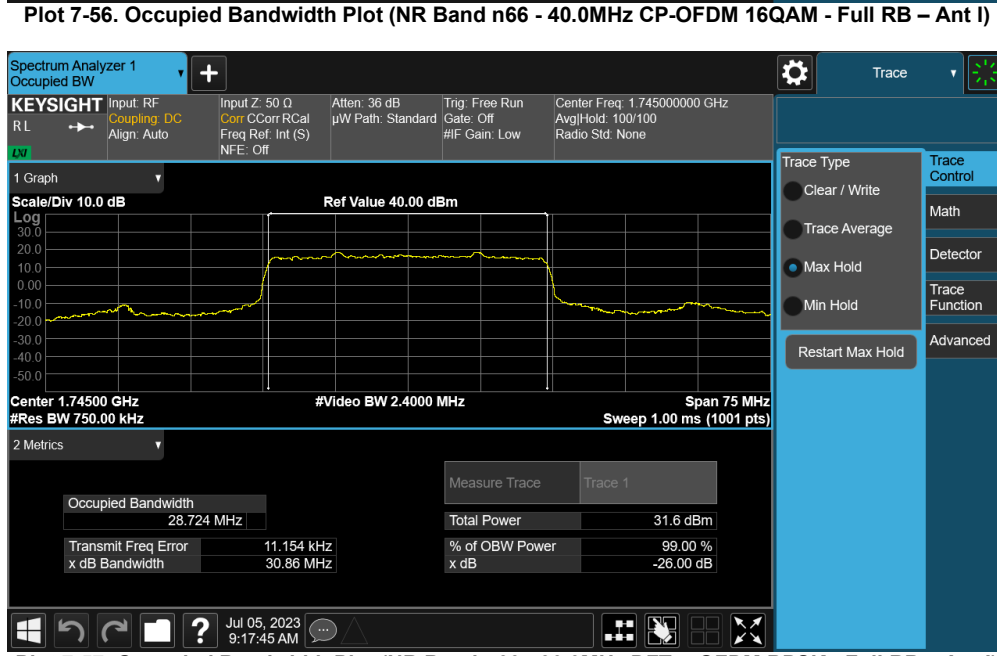 Plot 7-56. Occupied Bandwidth Plot (NR Band n66 - 40.0MHz CP-OFDM 16QAM - Full RB – Ant I)
Spectrum Analyzer 1
Occupied BW
Trace
KEYSIGHT
R L
LXI
Input: RF
Coupling: DC
Align: Auto
Input Z: 50 Ω
Corr CCorr RCal
Freq Ref: Int (S)
NFE: Off
Atten: 36 dB
µW Path: Standard
Trig: Free Run
Gate: Off
#IF Gain: Low
Center Freq: 1.745000000 GHz
Avg|Hold: 100/100
Radio Std: None
1 Graph
Scale/Div 10.0 dB
Ref Value 40.00 dBm
Log
30.0
20.0
10.0
0.00
-10.0
-20.0
-30.0
-40.0
-50.0
Center 1.74500 GHz
#Video BW 2.4000 MHz
Span 75 MHz
#Res BW 750.00 kHz
Sweep 1.00 ms (1001 pts)
2 Metrics
Measure Trace
Trace 1
Occupied Bandwidth
28.724 MHz
Total Power
31.6 dBm
Transmit Freq Error
11.154 kHz
% of OBW Power
99.00 %
x dB Bandwidth
30.86 MHz
x dB
-26.00 dB
Trace Type
Clear / Write
Trace Average
Max Hold
Min Hold
Restart Max Hold
Trace
Control
Math
Detector
Trace
Function
Advanced
?
Jul 05, 2023
9:17:45 AM